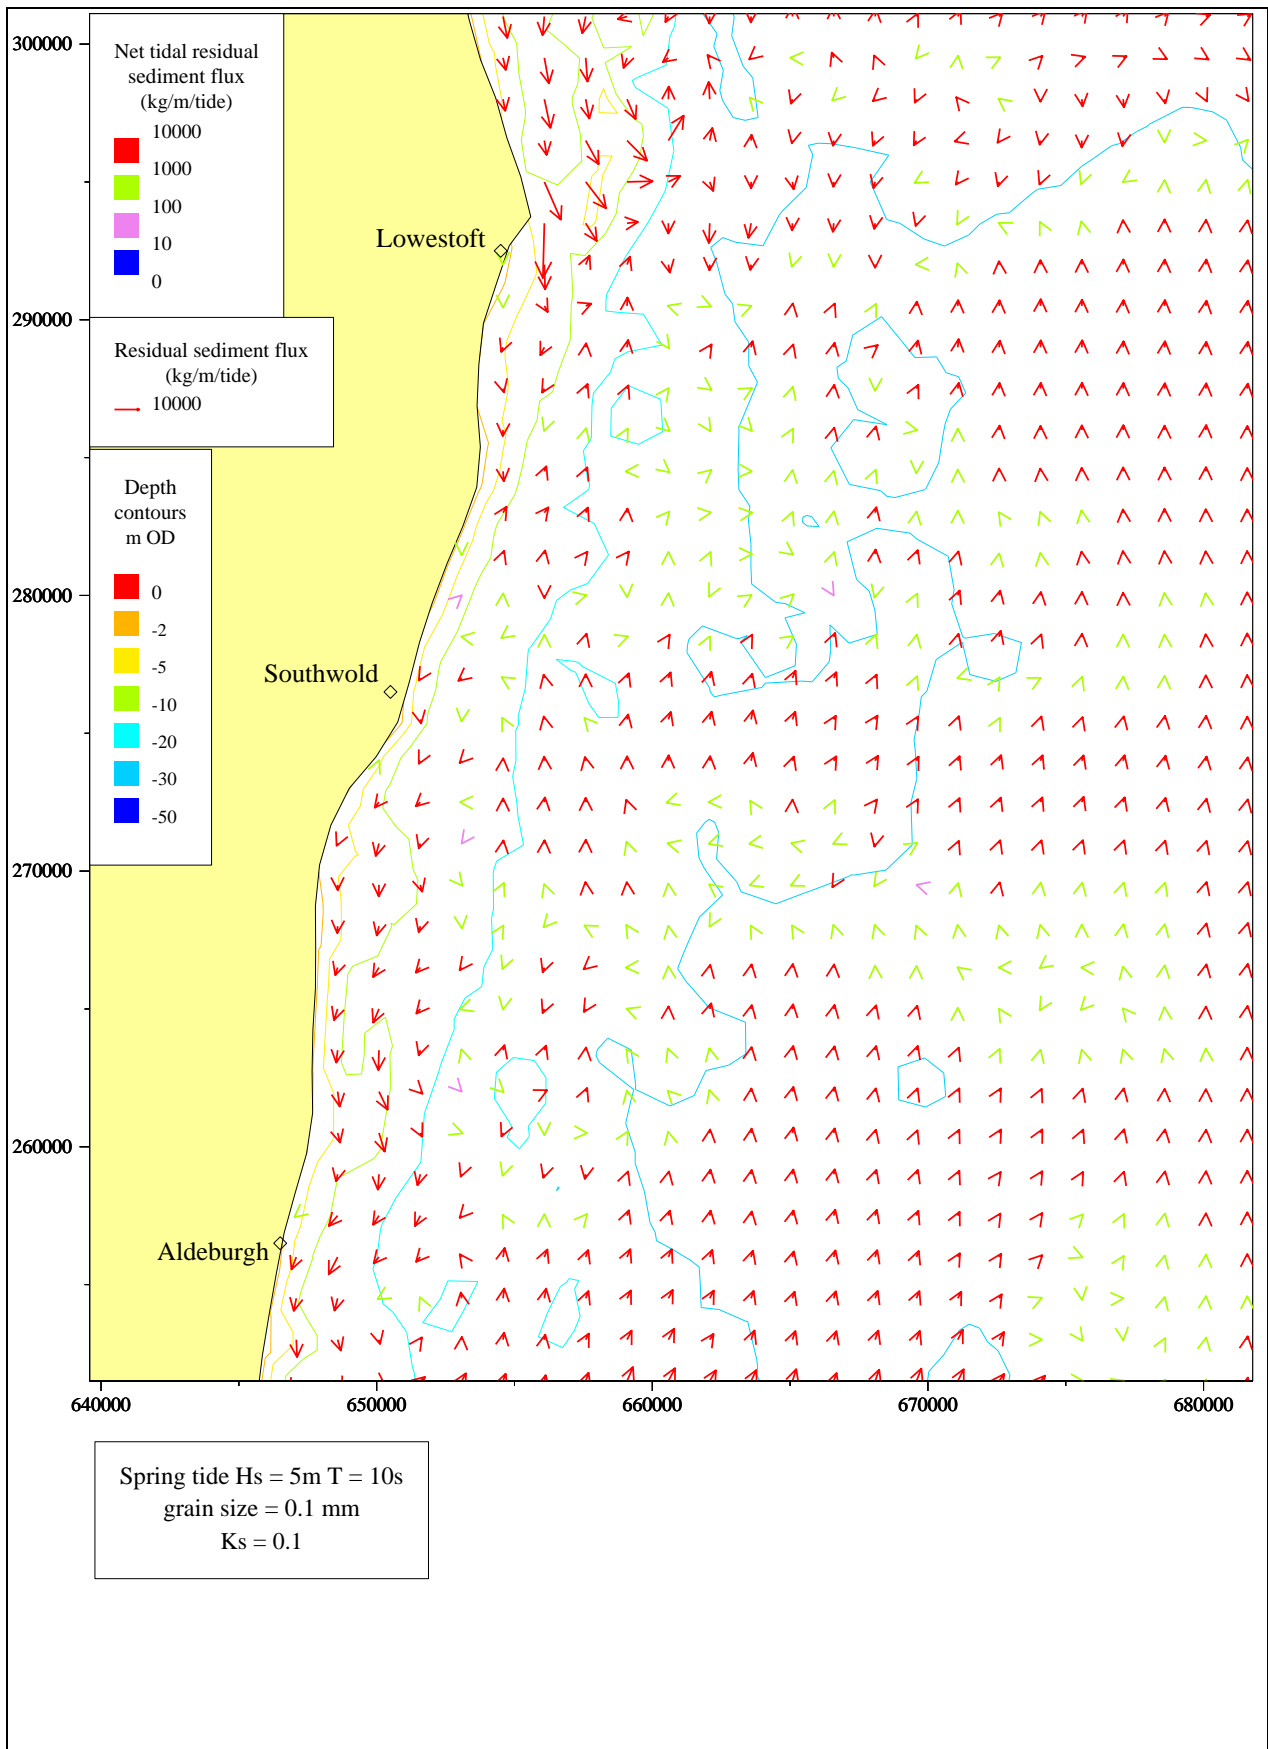 300000
290000
280000
270000
260000
Net tidal residual
sediment flux
(kg/m/tide)
10000
1000
100
10
0
Residual sediment flux
(kg/m/tide)
10000
Depth
contours
m OD
0
-2
-5
-10
-20
-30
-50
Lowestoft
Southwold
Aldeburgh
640000
650000
660000
670000
680000
Spring tide Hs = 5m T = 10s
grain size = 0.1 mm
Ks = 0.1